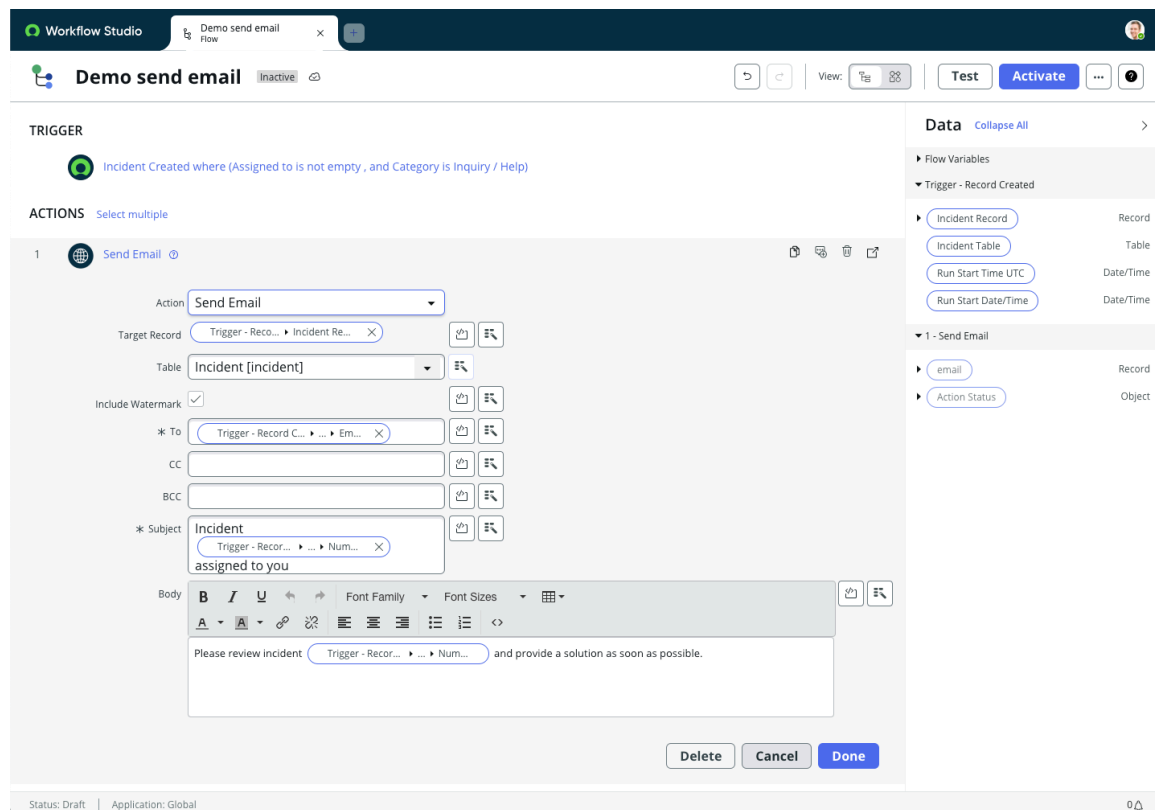 Workflow Studio
Demo send email
Flow
Demo send email
Inactive
View:
Test
Activate
TRIGGER
Incident Created where (Assigned to is not empty , and Category is Inquiry / Help)
ACTIONS Select multiple
1 Send Email
Action Send Email
Target Record Trigger - Reco... Incident Re...
Table Incident [incident]
Include Watermark
* To Trigger - Record C... ... Em...
CC
BCC
* Subject Incident
Trigger - Recor... ... Num...
assigned to you
Body
B I U Font Family Font Sizes
A A
Please review incident Trigger - Recor... ... Num... and provide a solution as soon as possible.
Delete Cancel Done
Data Collapse All
Flow Variables
Trigger - Record Created
Incident Record Record
Incident Table Table
Run Start Time UTC Date/Time
Run Start Date/Time Date/Time
1 - Send Email
email Record
Action Status Object
Status: Draft | Application: Global
0